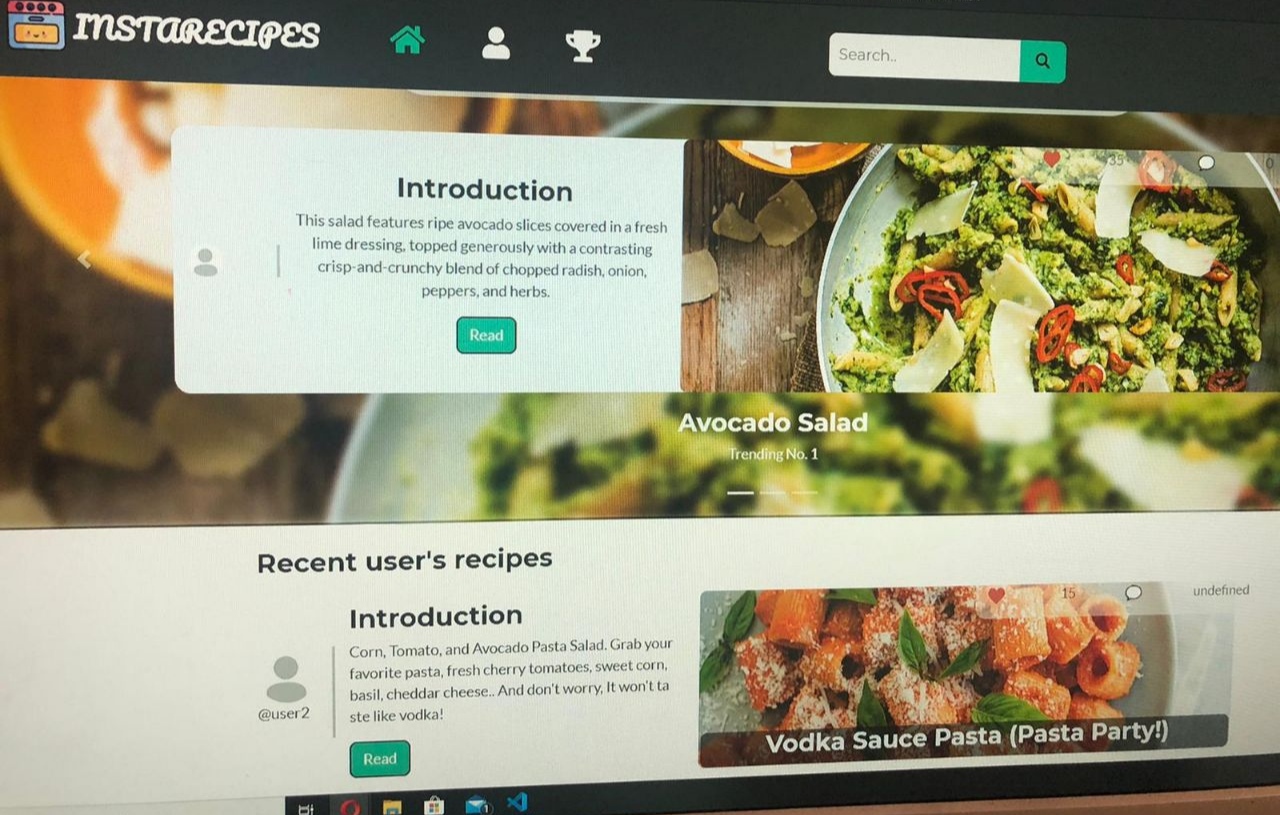 INSTARECIPES
Search..
Introduction
This salad features ripe avocado slices covered in a fresh
lime dressing, topped generously with a contrasting
crisp-and-crunchy blend of chopped radish, onion,
peppers, and herbs.
Read
35
0
Avocado Salad
Trending No. 1
Recent user's recipes
Introduction
Corn, Tomato, and Avocado Pasta Salad. Grab your
favorite pasta, fresh cherry tomatoes, sweet corn,
basil, cheddar cheese.. And don't worry, It won't ta
ste like vodka!
@user2
Read
15
undefined
Vodka Sauce Pasta (Pasta Party!)
1